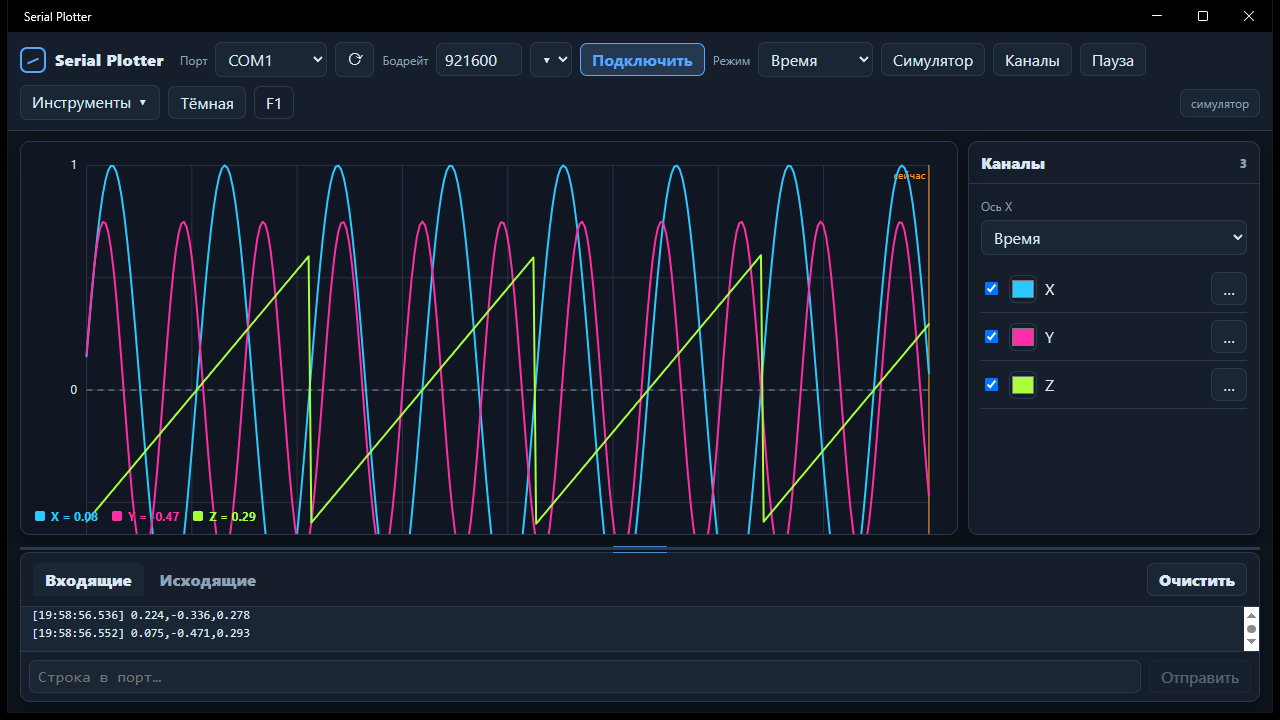 Serial Plotter
Serial Plotter Порт COM1 Бодрейт 921600 Подключить Режим Время Симулятор Каналы Пауза
Инструменты Тёмная F1 симулятор
1
сейчас
0
X = 0.08 Y = -0.47 Z = 0.29
Каналы 3
Ось X
Время
X ...
Y ...
Z ...
Входящие Исходящие Очистить
[19:58:56.536] 0.224,-0.336,0.278
[19:58:56.552] 0.075,-0.471,0.293
Строка в порт… Отправить